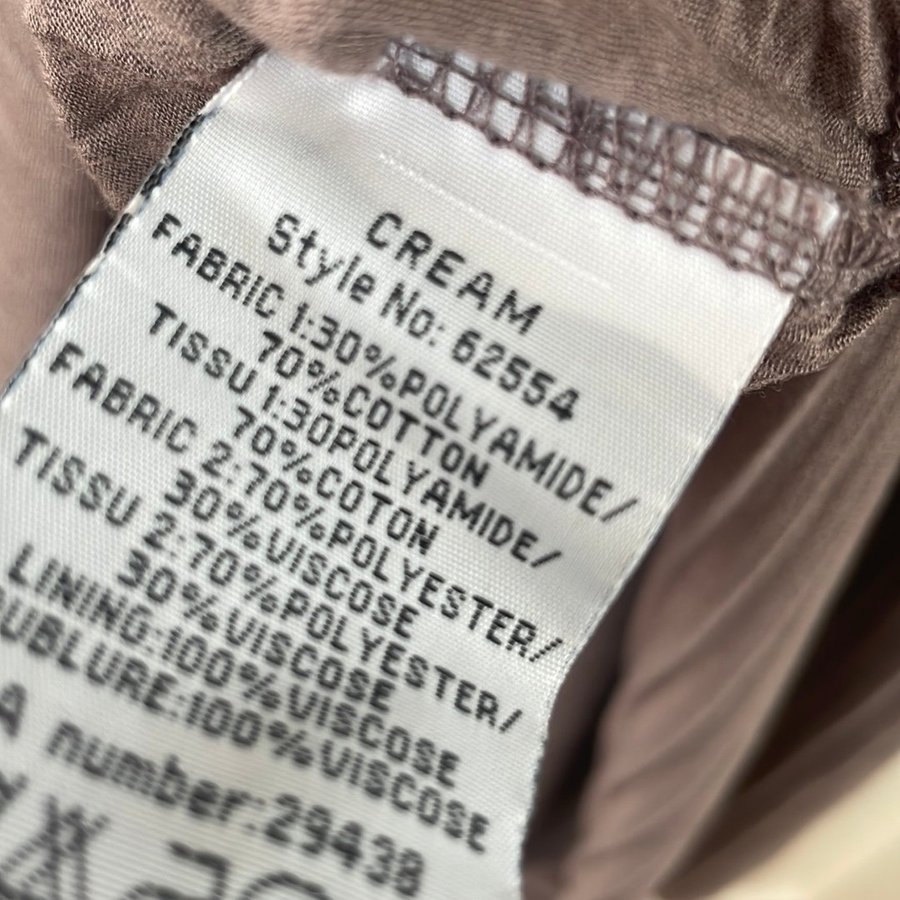 CREAM
Style No: 62554
FABRIC 1:30%POLYAMIDE/
70%COTTON
TISSU 1:30POLYAMIDE/
70%COTON
FABRIC 2:70%POLYESTER/
30%VISCOSE
TISSU 2:70%POLYESTER/
30%VISCOSE
LINING:100%VISCOSE
OUBLURE:100%VISCOSE
A number:29438